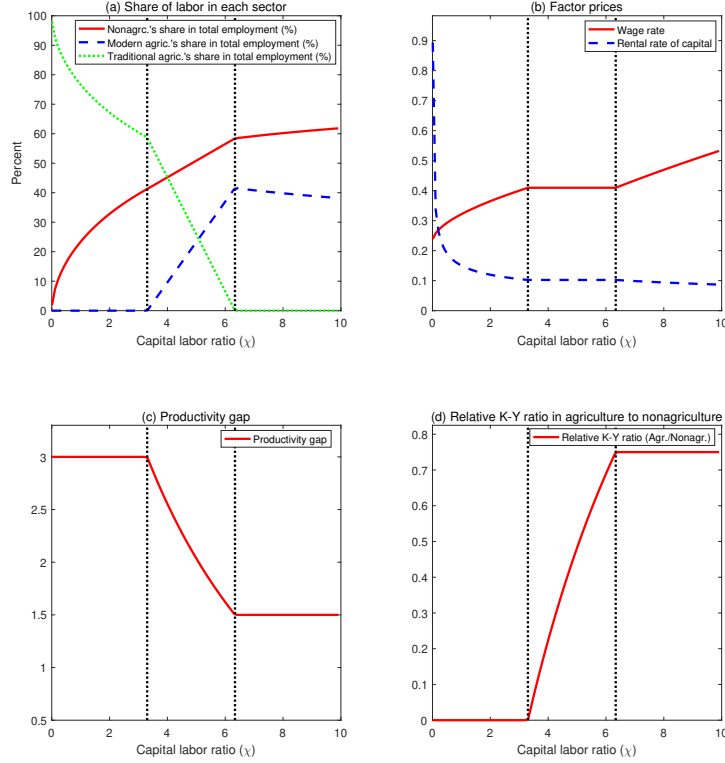 (a) Share of labor in each sector
Nonagrc.'s share in total employment (%)
Modern agric.'s share in total employment (%)
Traditional agric.'s share in total employment (%)
100
90
80
70
60
50
40
30
20
10
0
Percent
0 2 4 6 8 10
Capital labor ratio (χ)
(b) Factor prices
Wage rate
Rental rate of capital
0.9
0.8
0.7
0.6
0.5
0.4
0.3
0.2
0.1
0
0 2 4 6 8 10
Capital labor ratio (χ)
(c) Productivity gap
Productivity gap
3
2.5
2
1.5
1
0.5
0 2 4 6 8 10
Capital labor ratio (χ)
(d) Relative K-Y ratio in agriculture to nonagriculture
Relative K-Y ratio (Agr./Nonagr.)
0.8
0.7
0.6
0.5
0.4
0.3
0.2
0.1
0
0 2 4 6 8 10
Capital labor ratio (χ)